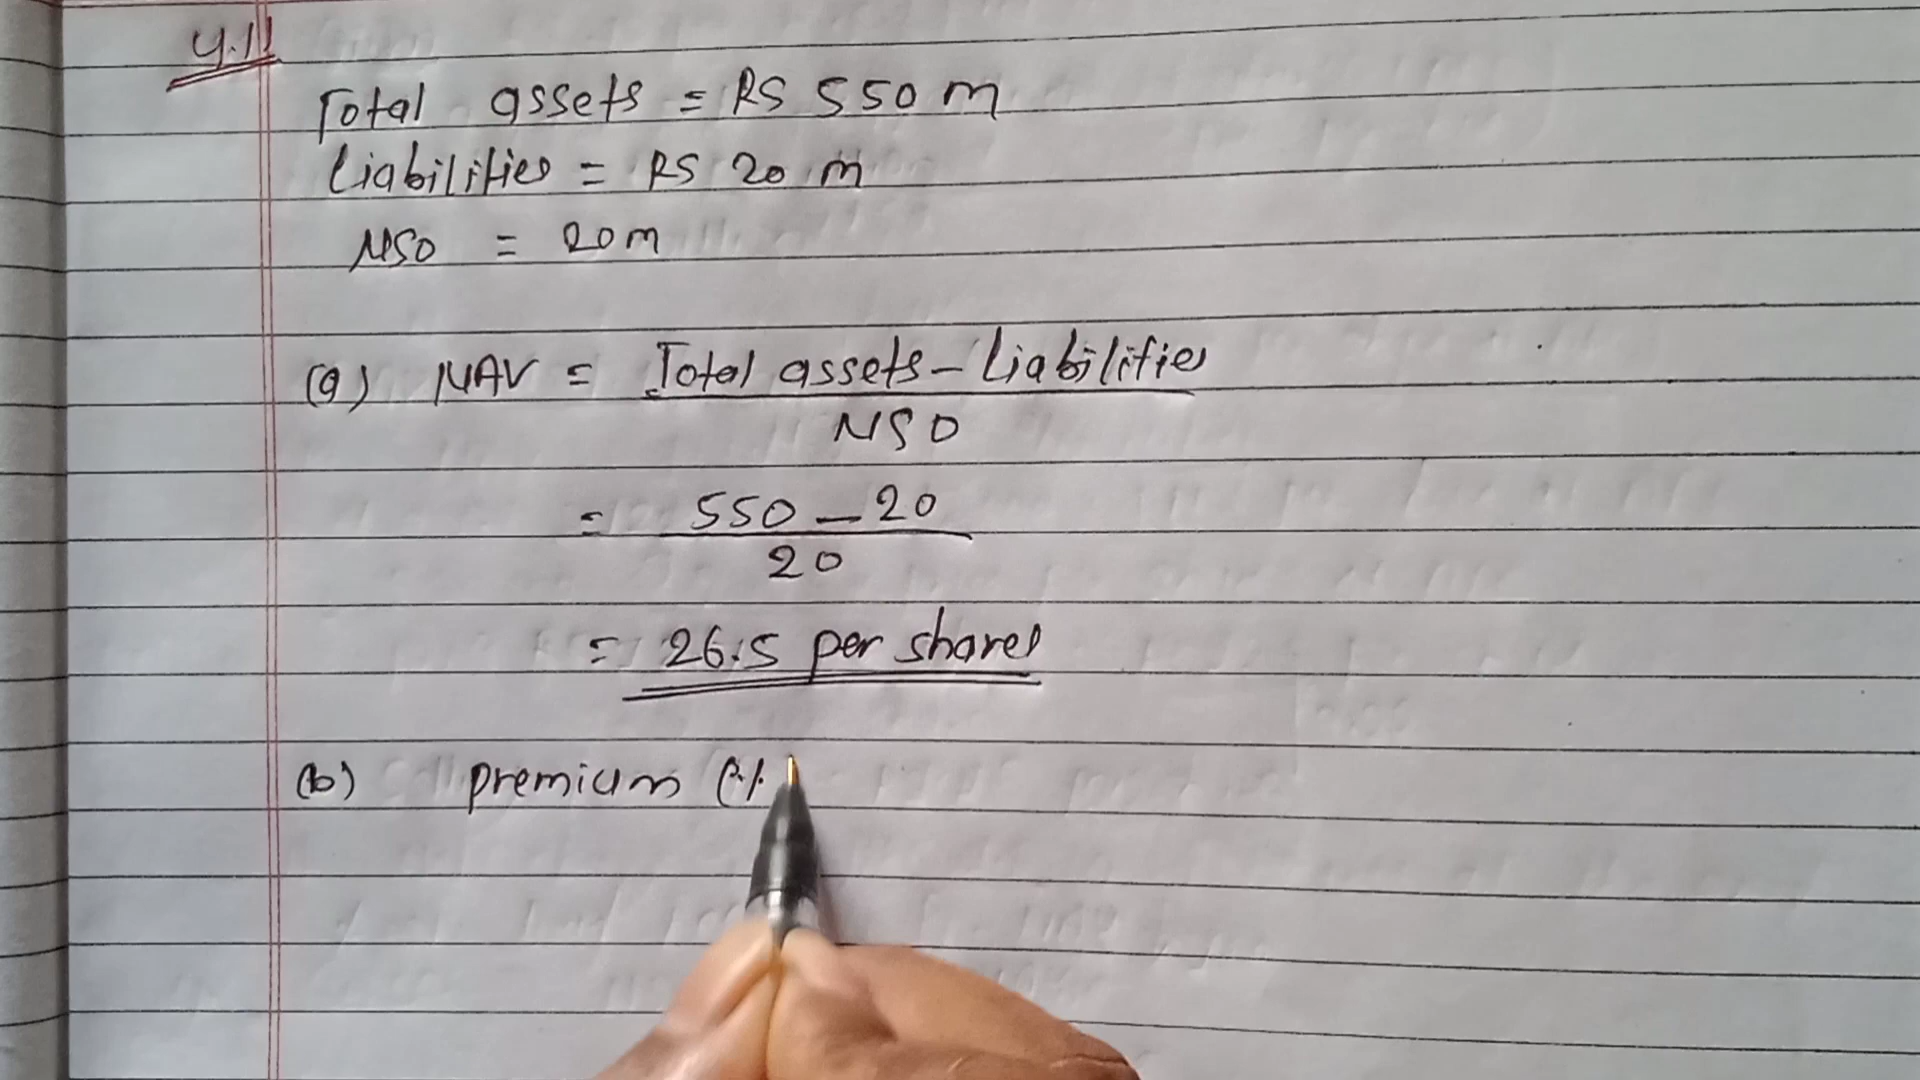 4.11
Total assets = RS 550 m
Liabilities = RS 20 m
NSO = 20m
(a) NAV = Total assets - Liabilities
NSO
= 550 - 20
20
= 26.5 per shares
(b) premium (%